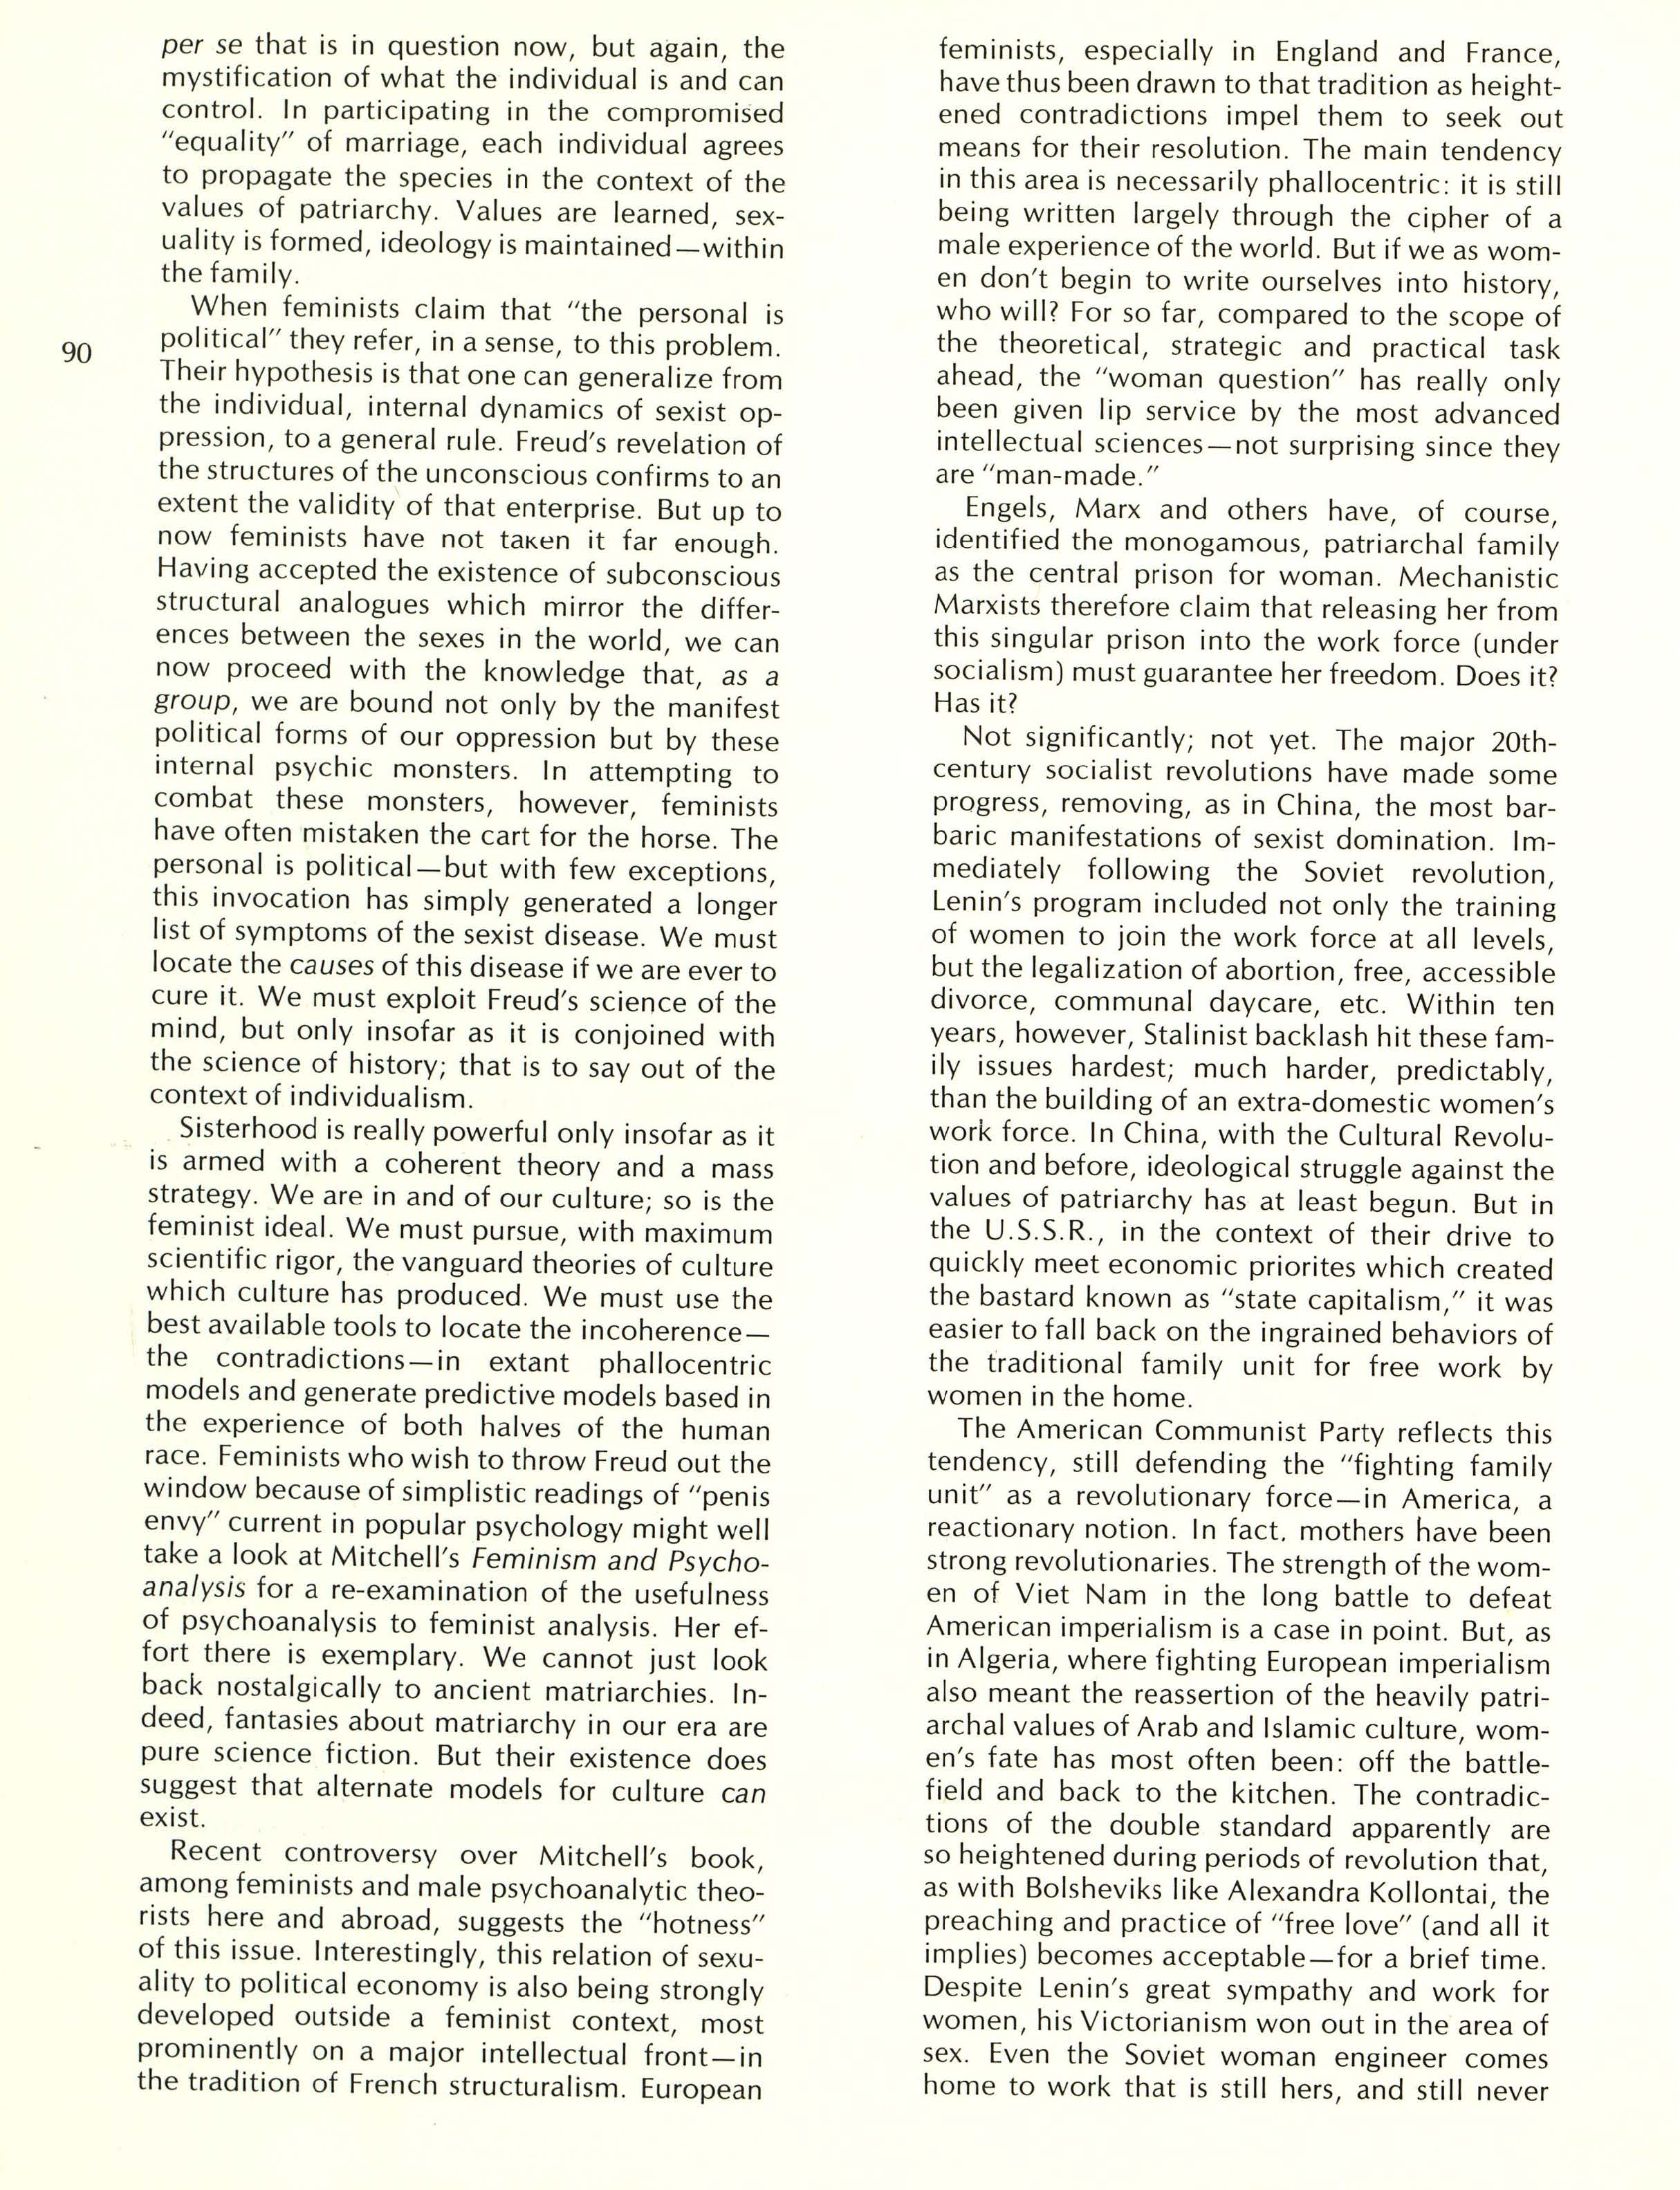 per se that is in question now, but again, the
mystification of what the individual is and can
control. In participating in the compromised
"equality" of marriage, each individual agrees
to propagate the species in the context of the
values of patriarchy. Values are learned, sex-
uality is formed, ideology is maintained—within
the family.
When feminists claim that "the personal is
political" they refer, in a sense, to this problem.
Their hypothesis is that one can generalize from
the individual, internal dynamics of sexist op-
pression, to a general rule. Freud's revelation of
the structures of the unconscious confirms to an
extent the validity of that enterprise. But up to
now feminists have not taken it far enough.
Having accepted the existence of subconscious
structural analogues which mirror the differ-
ences between the sexes in the world, we can
now proceed with the knowledge that, as a
group, we are bound not only by the manifest
political forms of our oppression but by these
internal psychic monsters. In attempting to
combat these monsters, however, feminists
have often mistaken the cart for the horse. The
personal is political—but with few exceptions,
this invocation has simply generated a longer
list of symptoms of the sexist disease. We must
locate the causes of this disease if we are ever to
cure it. We must exploit Freud's science of the
mind, but only insofar as it is conjoined with
the science of history; that is to say out of the
context of individualism.
Sisterhood is really powerful only insofar as it
is armed with a coherent theory and a mass
strategy. We are in and of our culture; so is the
feminist ideal. We must pursue, with maximum
scientific rigor, the vanguard theories of culture
which culture has produced. We must use the
best available tools to locate the incoherence—
the contradictions—in extant phallocentric
models and generate predictive models based in
the experience of both halves of the human
race. Feminists who wish to throw Freud out the
window because of simplistic readings of "penis
envy" current in popular psychology might well
take a look at Mitchell's Feminism and Psycho-
analysis for a re-examination of the usefulness
of psychoanalysis to feminist analysis. Her ef-
fort there is exemplary. We cannot just look
back nostalgically to ancient matriarchies. In-
deed, fantasies about matriarchy in our era are
pure science fiction. But their existence does
suggest that alternate models for culture can
exist.
Recent controversy over Mitchell's book,
among feminists and male psychoanalytic theo-
rists here and abroad, suggests the "hotness"
of this issue. Interestingly, this relation of sexu-
ality to political economy is also being strongly
developed outside a feminist context, most
prominently on a major intellectual front—in
the tradition of French structuralism. European
90
feminists, especially in England and France,
have thus been drawn to that tradition as height-
ened contradictions impel them to seek out
means for their resolution. The main tendency
in this area is necessarily phallocentric: it is still
being written largely through the cipher of a
male experience of the world. But if we as wom-
en don't begin to write ourselves into history,
who will? For so far, compared to the scope of
the theoretical, strategic and practical task
ahead, the "woman question" has really only
been given lip service by the most advanced
intellectual sciences—not surprising since they
are "man-made."
Engels, Marx and others have, of course,
identified the monogamous, patriarchal family
as the central prison for woman. Mechanistic
Marxists therefore claim that releasing her from
this singular prison into the work force (under
socialism) must guarantee her freedom. Does it?
Has it?
Not significantly; not yet. The major 20th-
century socialist revolutions have made some
progress, removing, as in China, the most bar-
baric manifestations of sexist domination. Im-
mediately following the Soviet revolution,
Lenin's program included not only the training
of women to join the work force at all levels,
but the legalization of abortion, free, accessible
divorce, communal daycare, etc. Within ten
years, however, Stalinist backlash hit these fam-
ily issues hardest; much harder, predictably,
than the building of an extra-domestic women's
work force. In China, with the Cultural Revolu-
tion and before, ideological struggle against the
values of patriarchy has at least begun. But in
the U.S.S.R., in the context of their drive to
quickly meet economic priorites which created
the bastard known as "state capitalism," it was
easier to fall back on the ingrained behaviors of
the traditional family unit for free work by
women in the home.
The American Communist Party reflects this
tendency, still defending the "fighting family
unit" as a revolutionary force—in America, a
reactionary notion. In fact, mothers have been
strong revolutionaries. The strength of the wom-
en of Viet Nam in the long battle to defeat
American imperialism is a case in point. But, as
in Algeria, where fighting European imperialism
also meant the reassertion of the heavily patri-
archal values of Arab and Islamic culture, wom-
en's fate has most often been: off the battle-
field and back to the kitchen. The contradic-
tions of the double standard apparently are
so heightened during periods of revolution that,
as with Bolsheviks like Alexandra Kollontai, the
preaching and practice of "free love" (and all it
implies) becomes acceptable—for a brief time.
Despite Lenin's great sympathy and work for
women, his Victorianism won out in the area of
sex. Even the Soviet woman engineer comes
home to work that is still hers, and still never